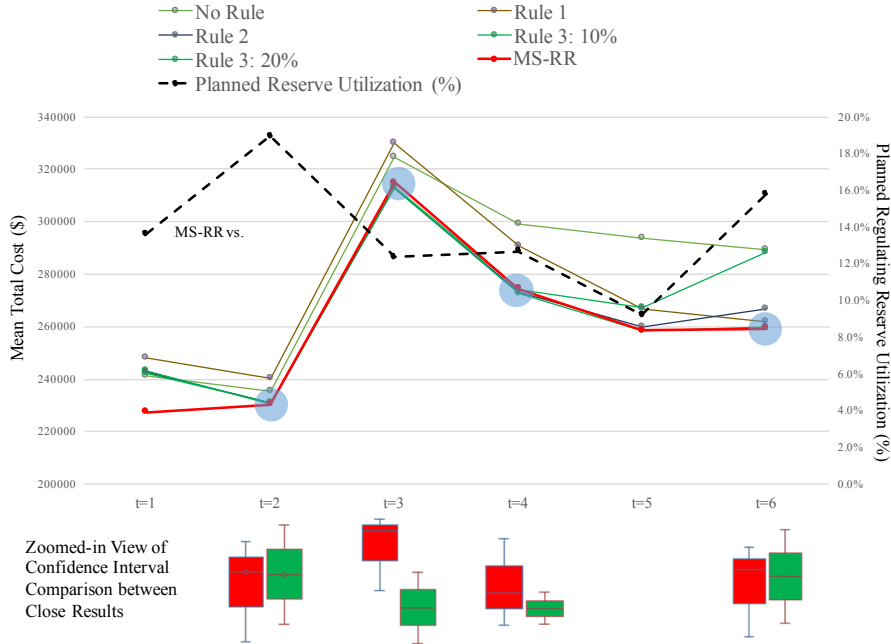 No Rule
Rule 1
Rule 2
Rule 3: 10%
Rule 3: 20%
MS-RR
Planned Reserve Utilization (%)
Mean Total Cost ($)
340000
320000
300000
280000
260000
240000
220000
200000
MS-RR vs.
20.0%
18.0%
16.0%
14.0%
12.0%
10.0%
8.0%
6.0%
4.0%
2.0%
0.0%
Planned Regulating Reserve Utilization (%)
t=1 t=2 t=3 t=4 t=5 t=6
Zoomed-in View of
Confidence Interval
Comparison between
Close Results